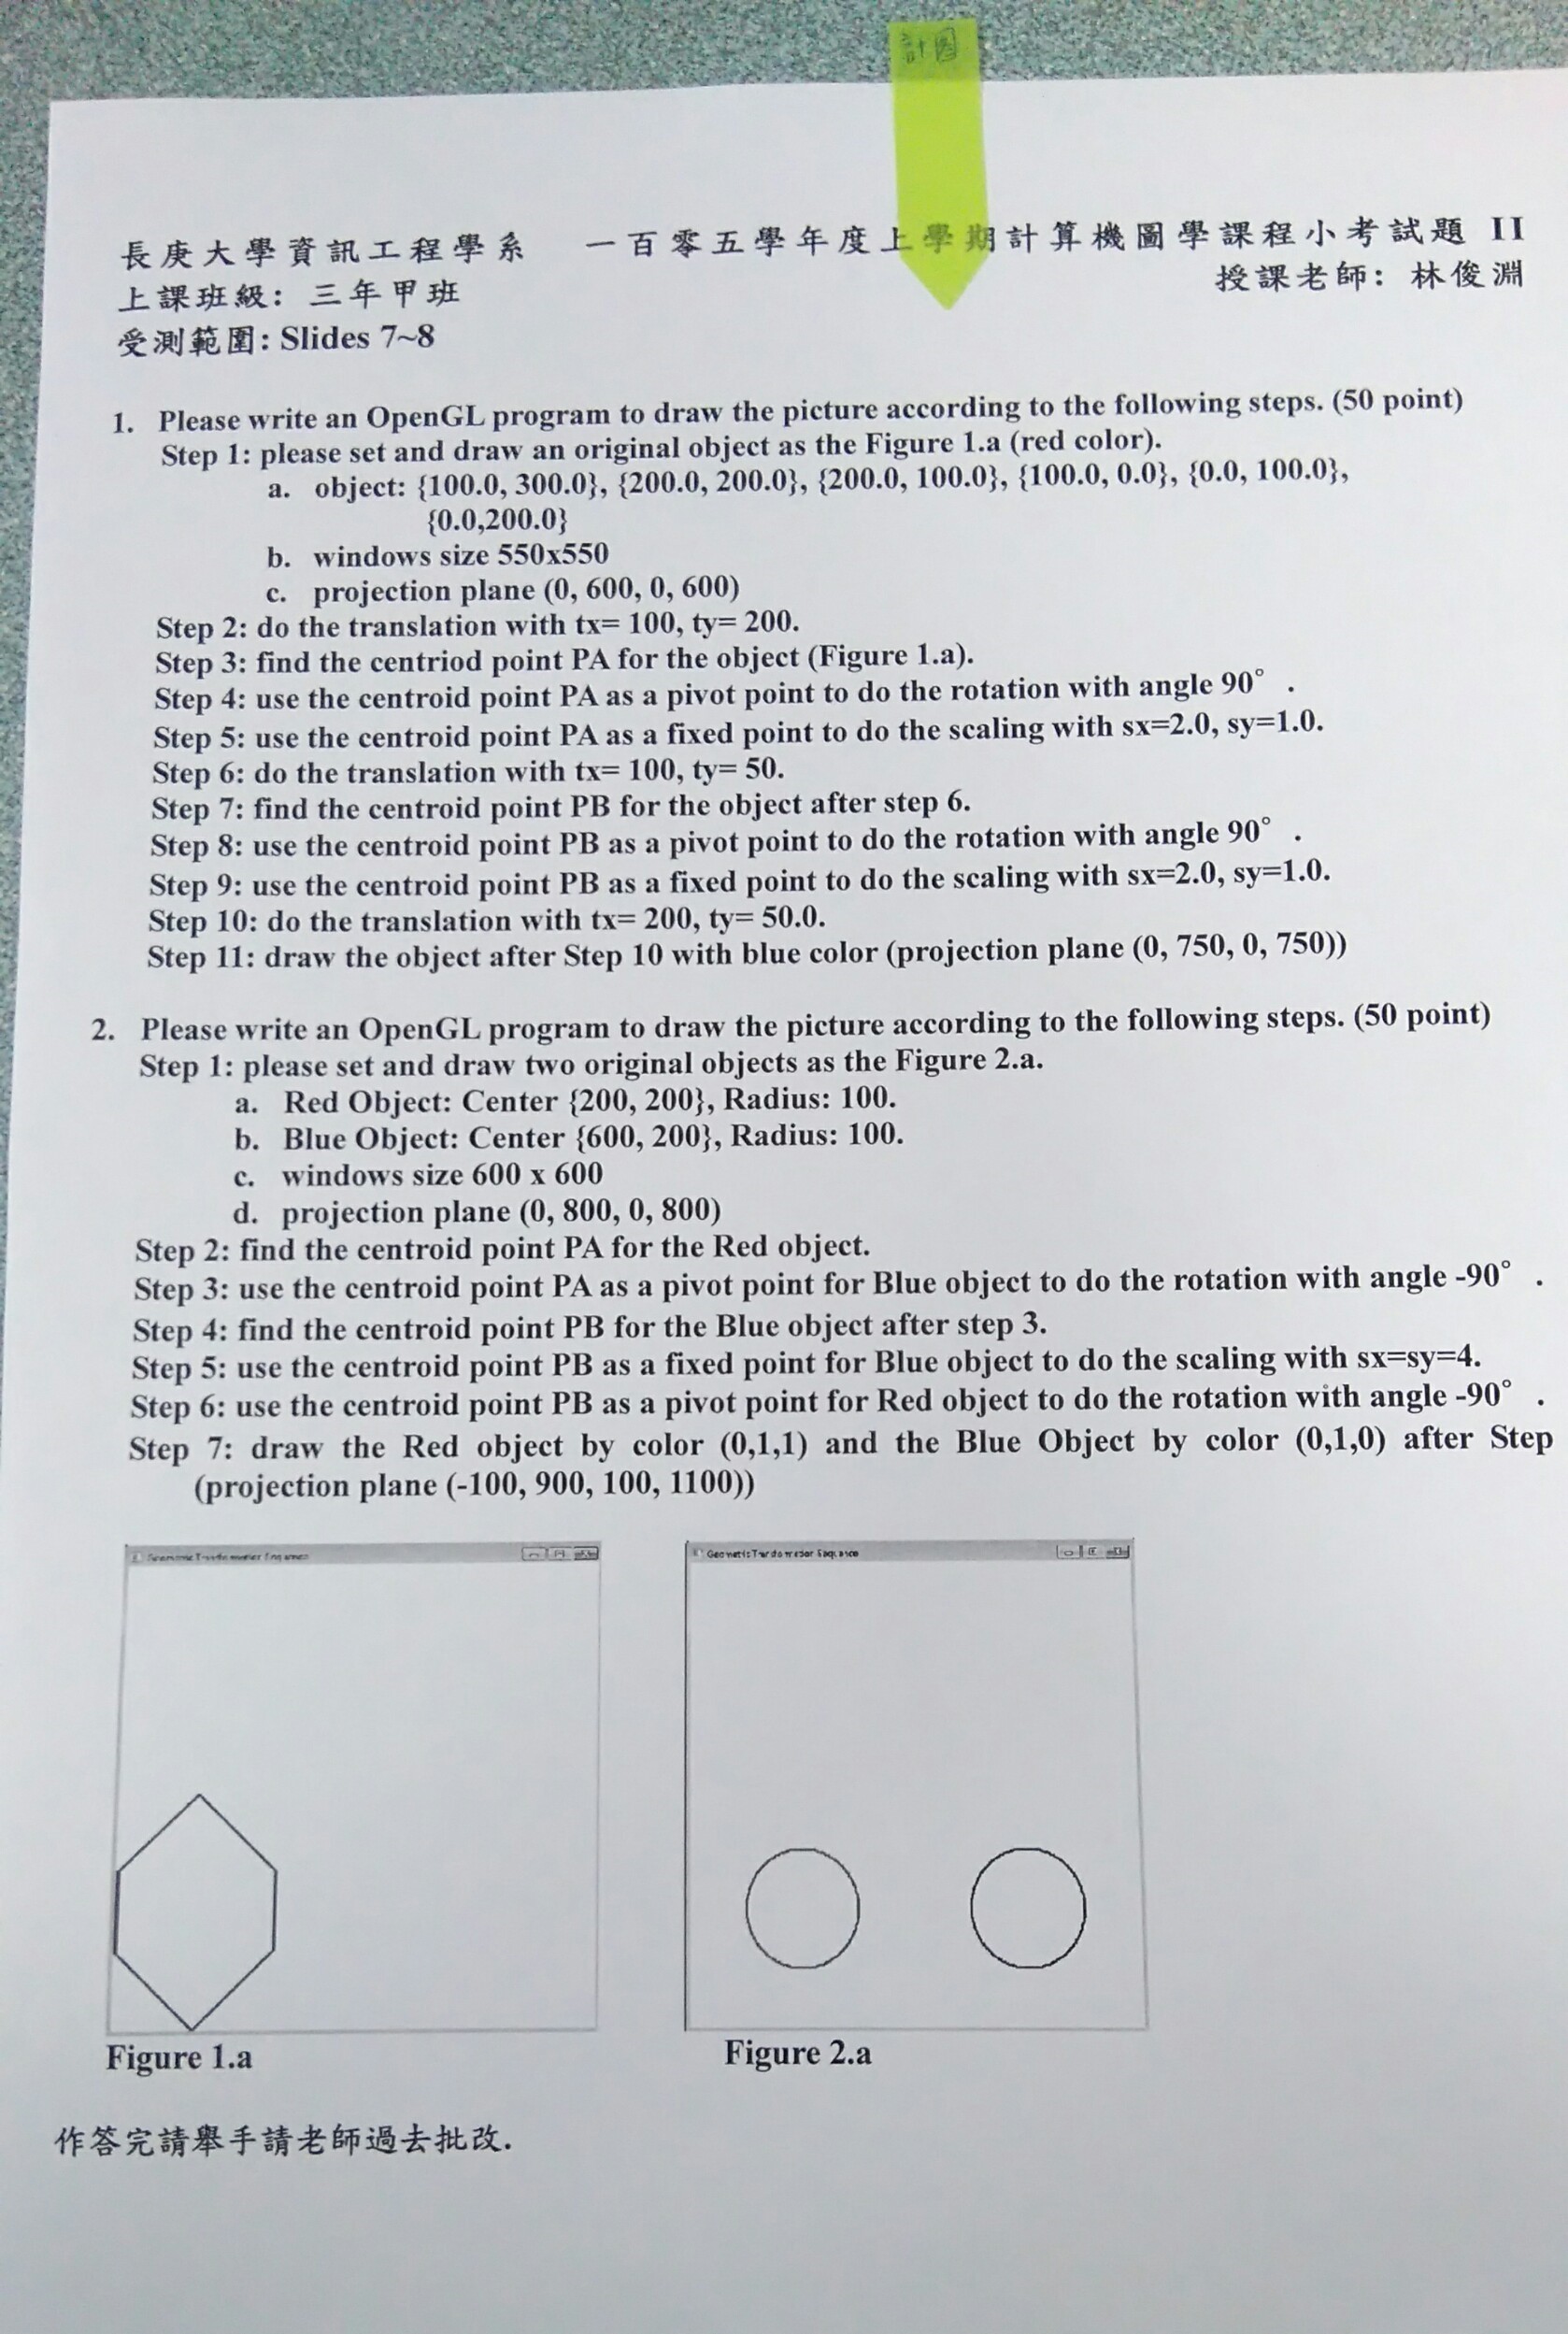 計圖
長庚大學資訊工程學系 一百零五學年度上學期計算機圖學課程小考試題 II
上課班級: 三年甲班 授課老師: 林俊淵
受測範圍: Slides 7~8
1. Please write an OpenGL program to draw the picture according to the following steps. (50 point)
Step 1: please set and draw an original object as the Figure 1.a (red color).
a. object: {100.0, 300.0}, {200.0, 200.0}, {200.0, 100.0}, {100.0, 0.0}, {0.0, 100.0},
{0.0,200.0}
b. windows size 550x550
c. projection plane (0, 600, 0, 600)
Step 2: do the translation with tx= 100, ty= 200.
Step 3: find the centriod point PA for the object (Figure 1.a).
Step 4: use the centroid point PA as a pivot point to do the rotation with angle 90° .
Step 5: use the centroid point PA as a fixed point to do the scaling with sx=2.0, sy=1.0.
Step 6: do the translation with tx= 100, ty= 50.
Step 7: find the centroid point PB for the object after step 6.
Step 8: use the centroid point PB as a pivot point to do the rotation with angle 90° .
Step 9: use the centroid point PB as a fixed point to do the scaling with sx=2.0, sy=1.0.
Step 10: do the translation with tx= 200, ty= 50.0.
Step 11: draw the object after Step 10 with blue color (projection plane (0, 750, 0, 750))
2. Please write an OpenGL program to draw the picture according to the following steps. (50 point)
Step 1: please set and draw two original objects as the Figure 2.a.
a. Red Object: Center {200, 200}, Radius: 100.
b. Blue Object: Center {600, 200}, Radius: 100.
c. windows size 600 x 600
d. projection plane (0, 800, 0, 800)
Step 2: find the centroid point PA for the Red object.
Step 3: use the centroid point PA as a pivot point for Blue object to do the rotation with angle -90° .
Step 4: find the centroid point PB for the Blue object after step 3.
Step 5: use the centroid point PB as a fixed point for Blue object to do the scaling with sx=sy=4.
Step 6: use the centroid point PB as a pivot point for Red object to do the rotation with angle -90° .
Step 7: draw the Red object by color (0,1,1) and the Blue Object by color (0,1,0) after Step
(projection plane (-100, 900, 100, 1100))
Figure 1.a
Figure 2.a
作答完請舉手請老師過去批改.